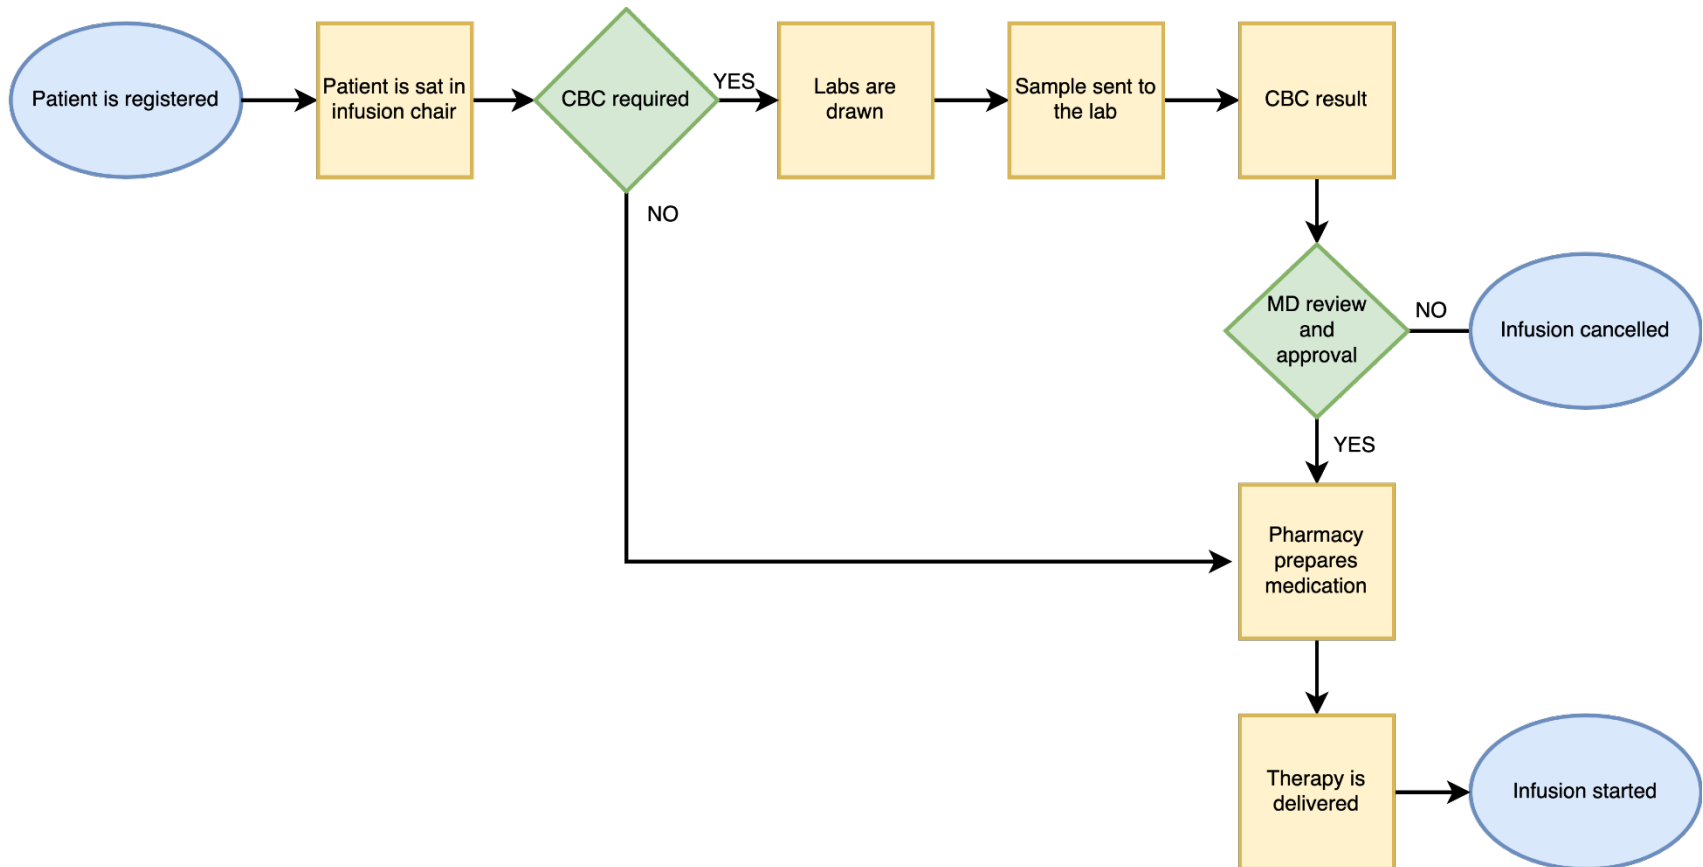 Patient is registered
Patient is sat in
infusion chair
CBC required
YES
Labs are
drawn
Sample sent to
the lab
CBC result
NO
MD review
and
approval
NO
Infusion cancelled
YES
Pharmacy
prepares
medication
Therapy is
delivered
Infusion started